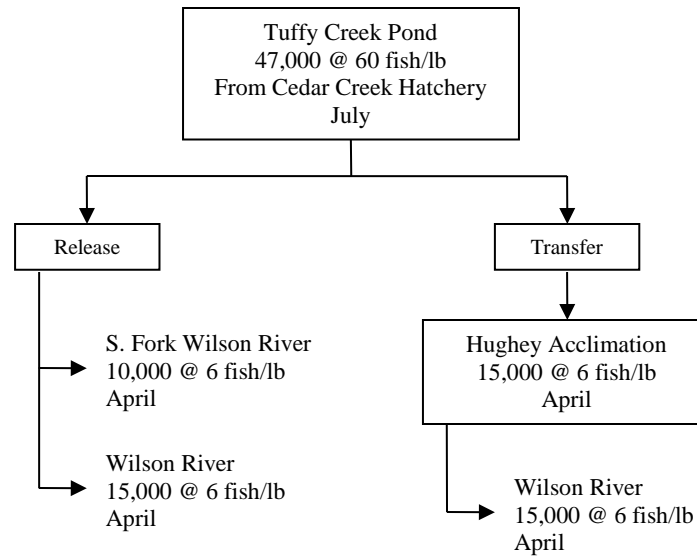 Tuffy Creek Pond
47,000 @ 60 fish/lb
From Cedar Creek Hatchery
July
Release
Transfer
S. Fork Wilson River
10,000 @ 6 fish/lb
April
Wilson River
15,000 @ 6 fish/lb
April
Hughey Acclimation
15,000 @ 6 fish/lb
April
Wilson River
15,000 @ 6 fish/lb
April